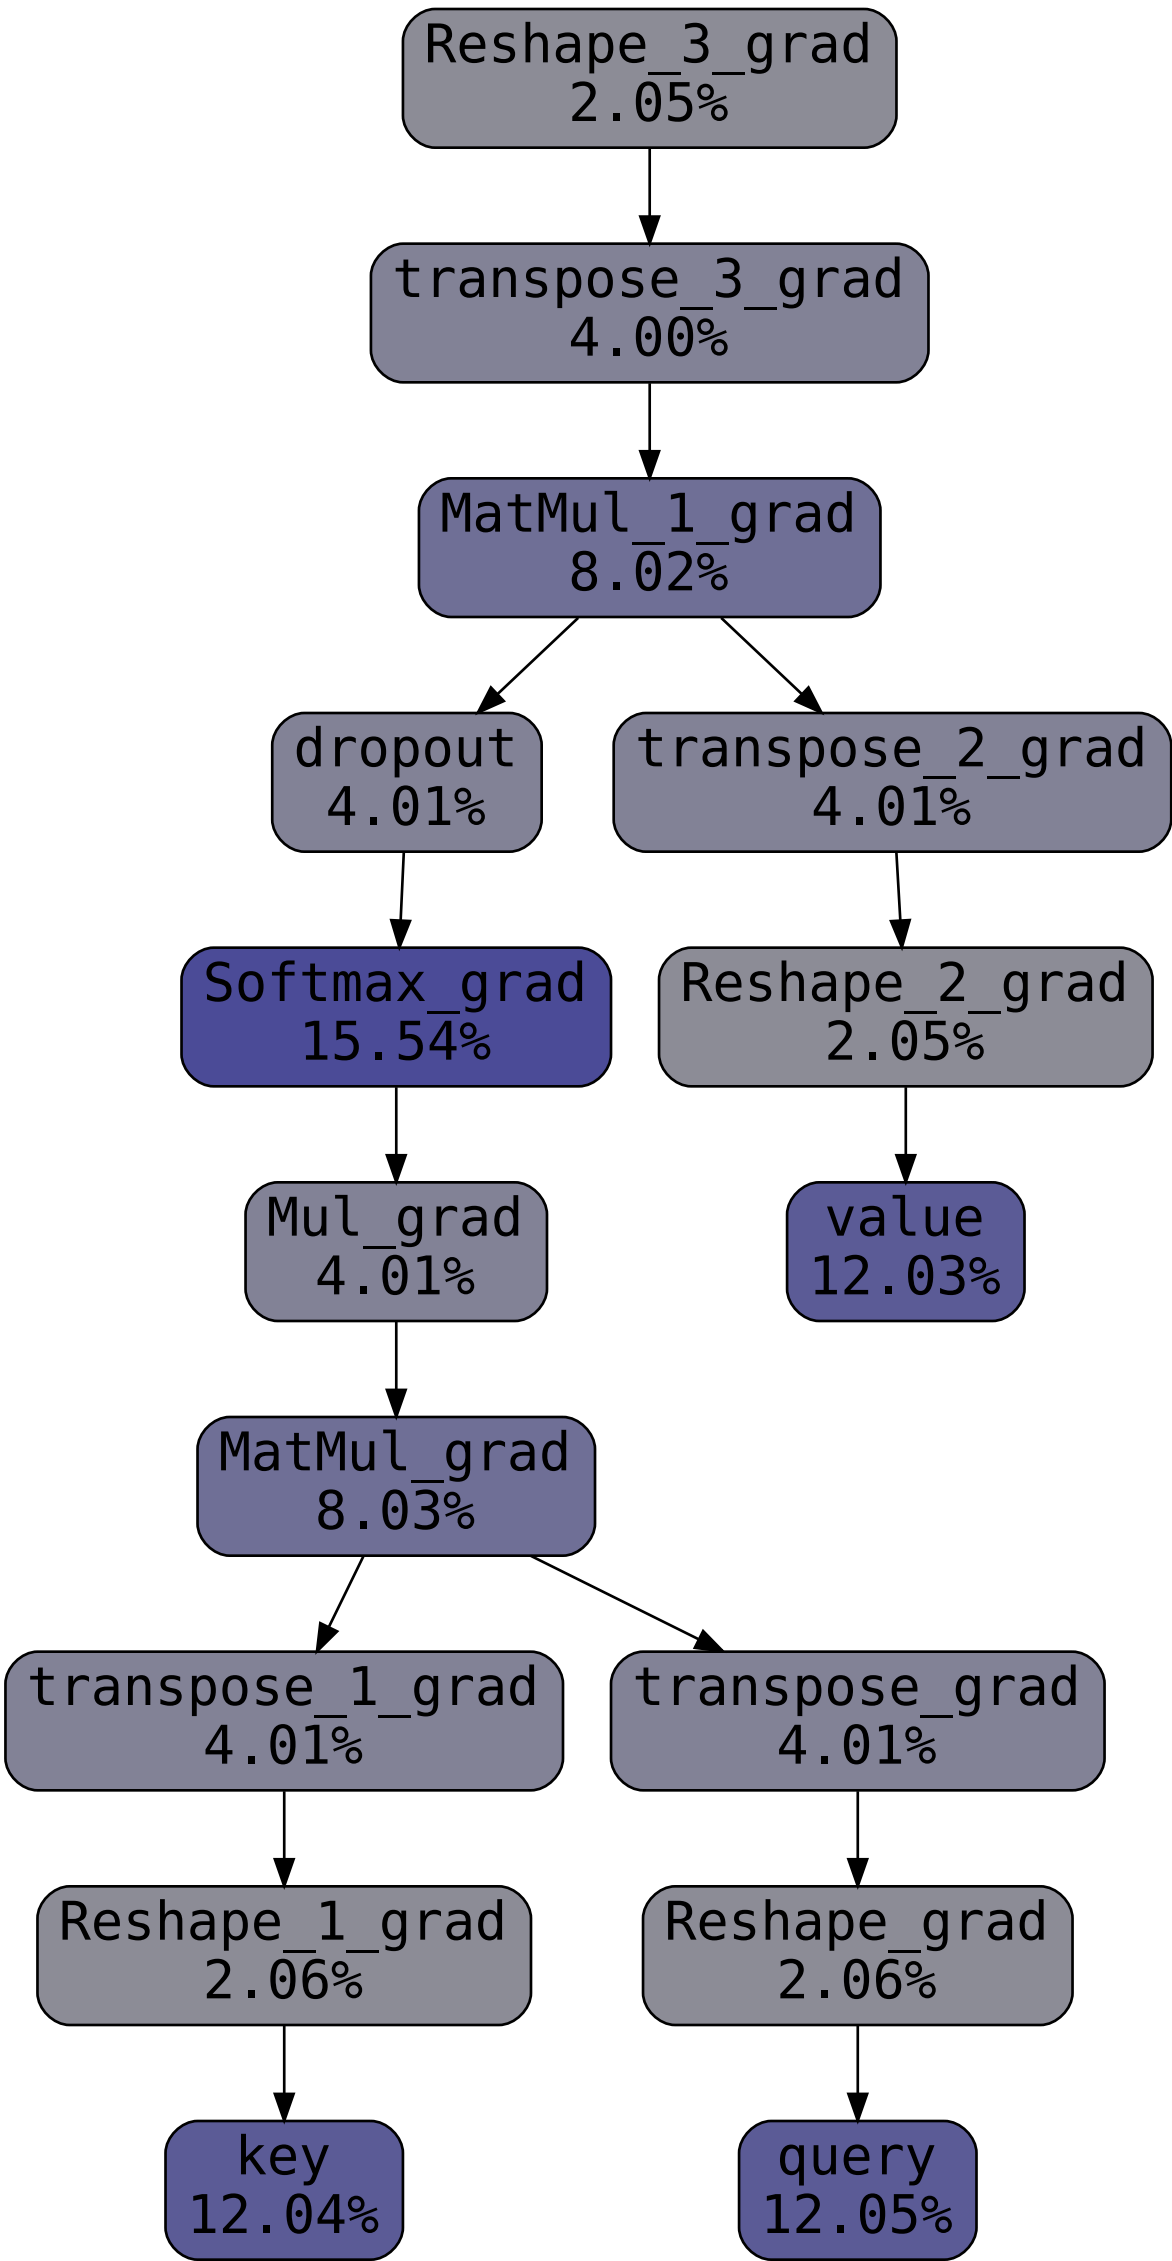 Reshape_3_grad
2.05%
transpose_3_grad
4.00%
MatMul_1_grad
8.02%
dropout
4.01%
transpose_2_grad
4.01%
Softmax_grad
15.54%
Reshape_2_grad
2.05%
Mul_grad
4.01%
value
12.03%
MatMul_grad
8.03%
transpose_1_grad
4.01%
transpose_grad
4.01%
Reshape_1_grad
2.06%
Reshape_grad
2.06%
key
12.04%
query
12.05%